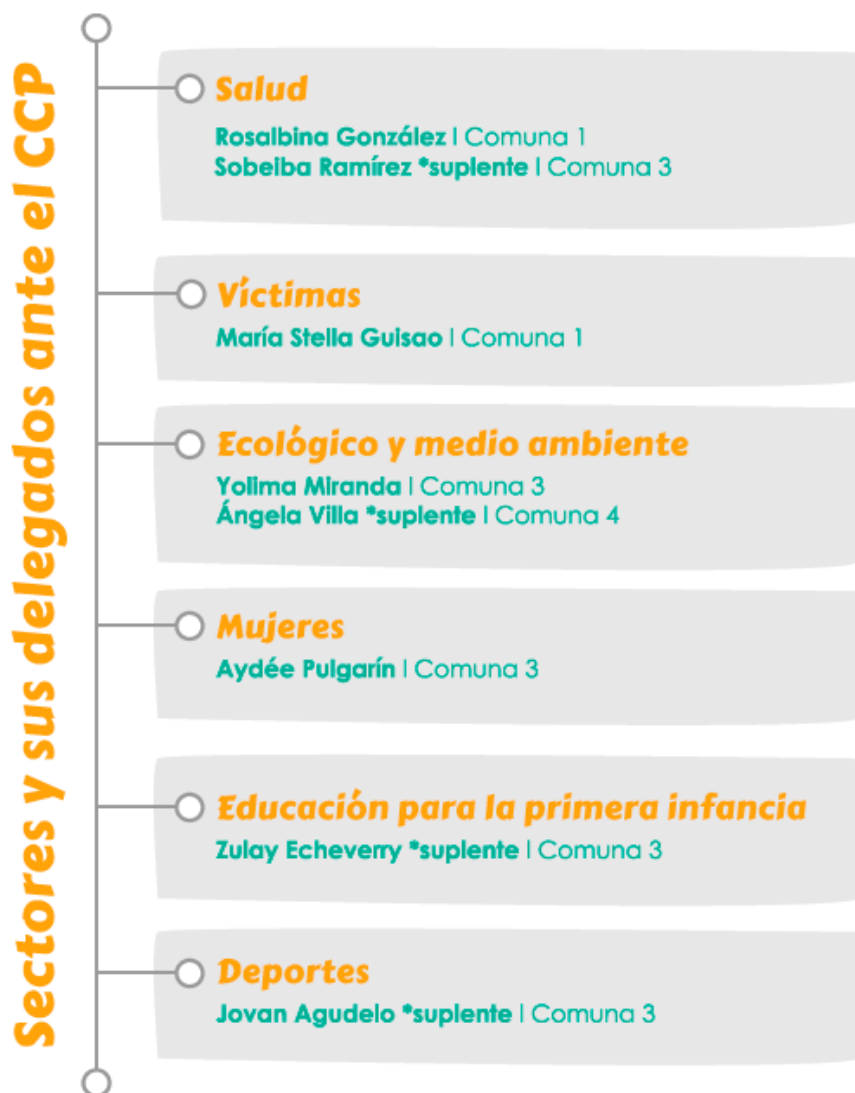 Sectores y sus delegados ante el CCP
Salud
Rosalbina González | Comuna 1
Sobeiba Ramírez *suplente | Comuna 3
Víctimas
María Stella Guisao | Comuna 1
Ecológico y medio ambiente
Yolima Miranda | Comuna 3
Ángela Villa *suplente | Comuna 4
Mujeres
Aydée Pulgarín | Comuna 3
Educación para la primera infancia
Zulay Echeverry *suplente | Comuna 3
Deportes
Jovan Agudelo *suplente | Comuna 3